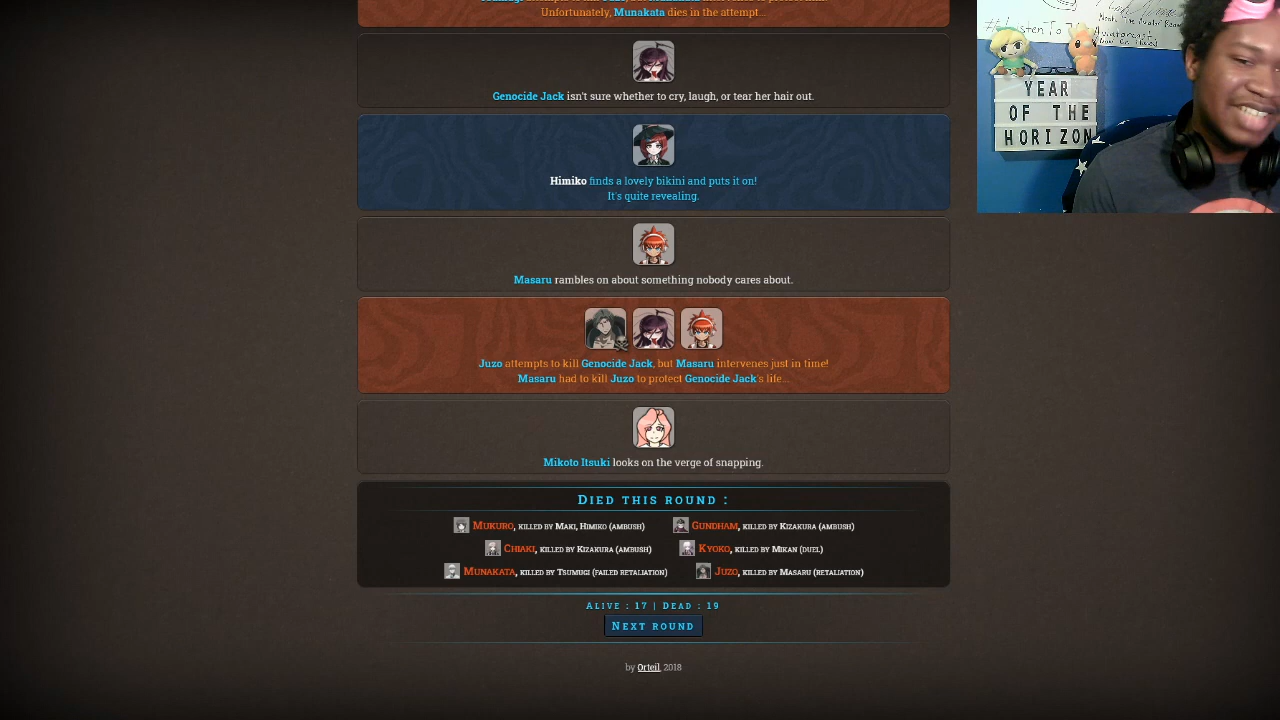 Unfortunately, Munakata dies in the attempt...
Genocide Jack isn't sure whether to cry, laugh, or tear her hair out.
Himiko finds a lovely bikini and puts it on!
It's quite revealing.
Masaru rambles on about something nobody cares about.
Juzo attempts to kill Genocide Jack, but Masaru intervenes just in time!
Masaru had to kill Juzo to protect Genocide Jack's life...
Mikoto Itsuki looks on the verge of snapping.
Died this round :
Mukuro, killed by Maki, Himiko (ambush)
Gundham, killed by Kizakura (ambush)
Chiaki, killed by Kizakura (ambush)
Kyoko, killed by Mikan (duel)
Munakata, killed by Tsumugi (failed retaliation)
Juzo, killed by Masaru (retaliation)
Alive : 17 | Dead : 19
Next round
by Orteil, 2018
YEAR
OF THE
HORIZON